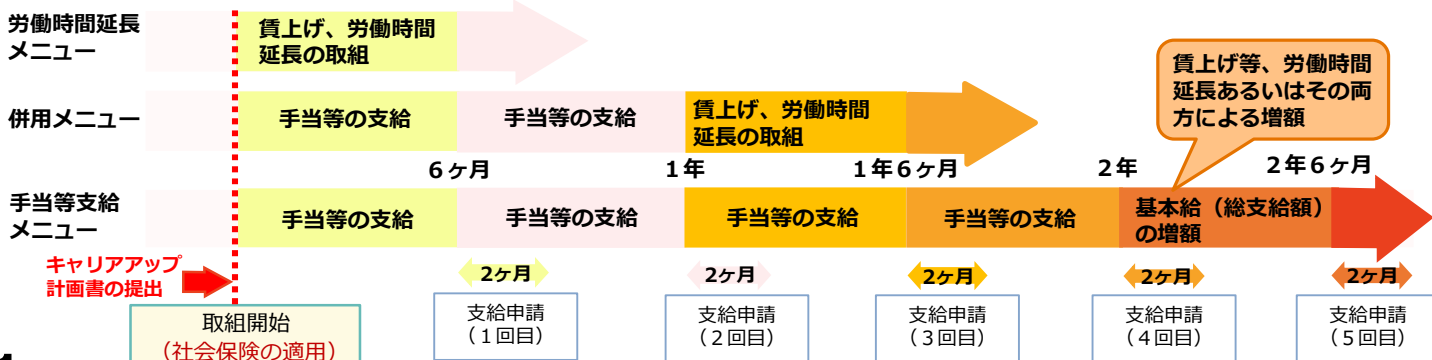 労働時間延長
メニュー
賃上げ、労働時間
延長の取組
賃上げ等、労働時間
延長あるいはその両
方による増額
併用メニュー
手当等の支給
手当等の支給
賃上げ、労働時間
延長の取組
6ヶ月
1年
1年6ヶ月
2年
2年6ヶ月
手当等支給
メニュー
手当等の支給
手当等の支給
手当等の支給
手当等の支給
基本給（総支給額）
の増額
キャリアアップ
計画書の提出
2ヶ月
2ヶ月
2ヶ月
2ヶ月
2ヶ月
取組開始
（社会保険の適用）
支給申請
（1回目）
支給申請
（2回目）
支給申請
（3回目）
支給申請
（4回目）
支給申請
（5回目）